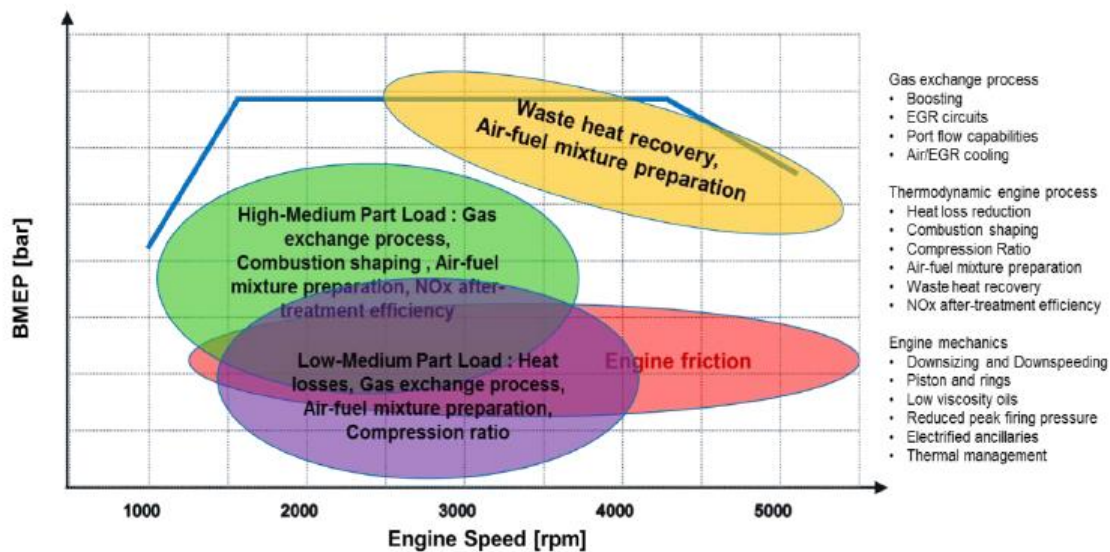 BMEP [bar]
Waste heat recovery,
Air-fuel mixture preparation
High-Medium Part Load : Gas
exchange process,
Combustion shaping , Air-fuel
mixture preparation, NOx after-
treatment efficiency
Engine friction
Low-Medium Part Load : Heat
losses, Gas exchange process,
Air-fuel mixture preparation,
Compression ratio
1000 2000 3000 4000 5000
Engine Speed [rpm]
Gas exchange process
• Boosting
• EGR circuits
• Port flow capabilities
• Air/EGR cooling
Thermodynamic engine process
• Heat loss reduction
• Combustion shaping
• Compression Ratio
• Air-fuel mixture preparation
• Waste heat recovery
• NOx after-treatment efficiency
Engine mechanics
• Downsizing and Downspeeding
• Piston and rings
• Low viscosity oils
• Reduced peak firing pressure
• Electrified ancillaries
• Thermal management